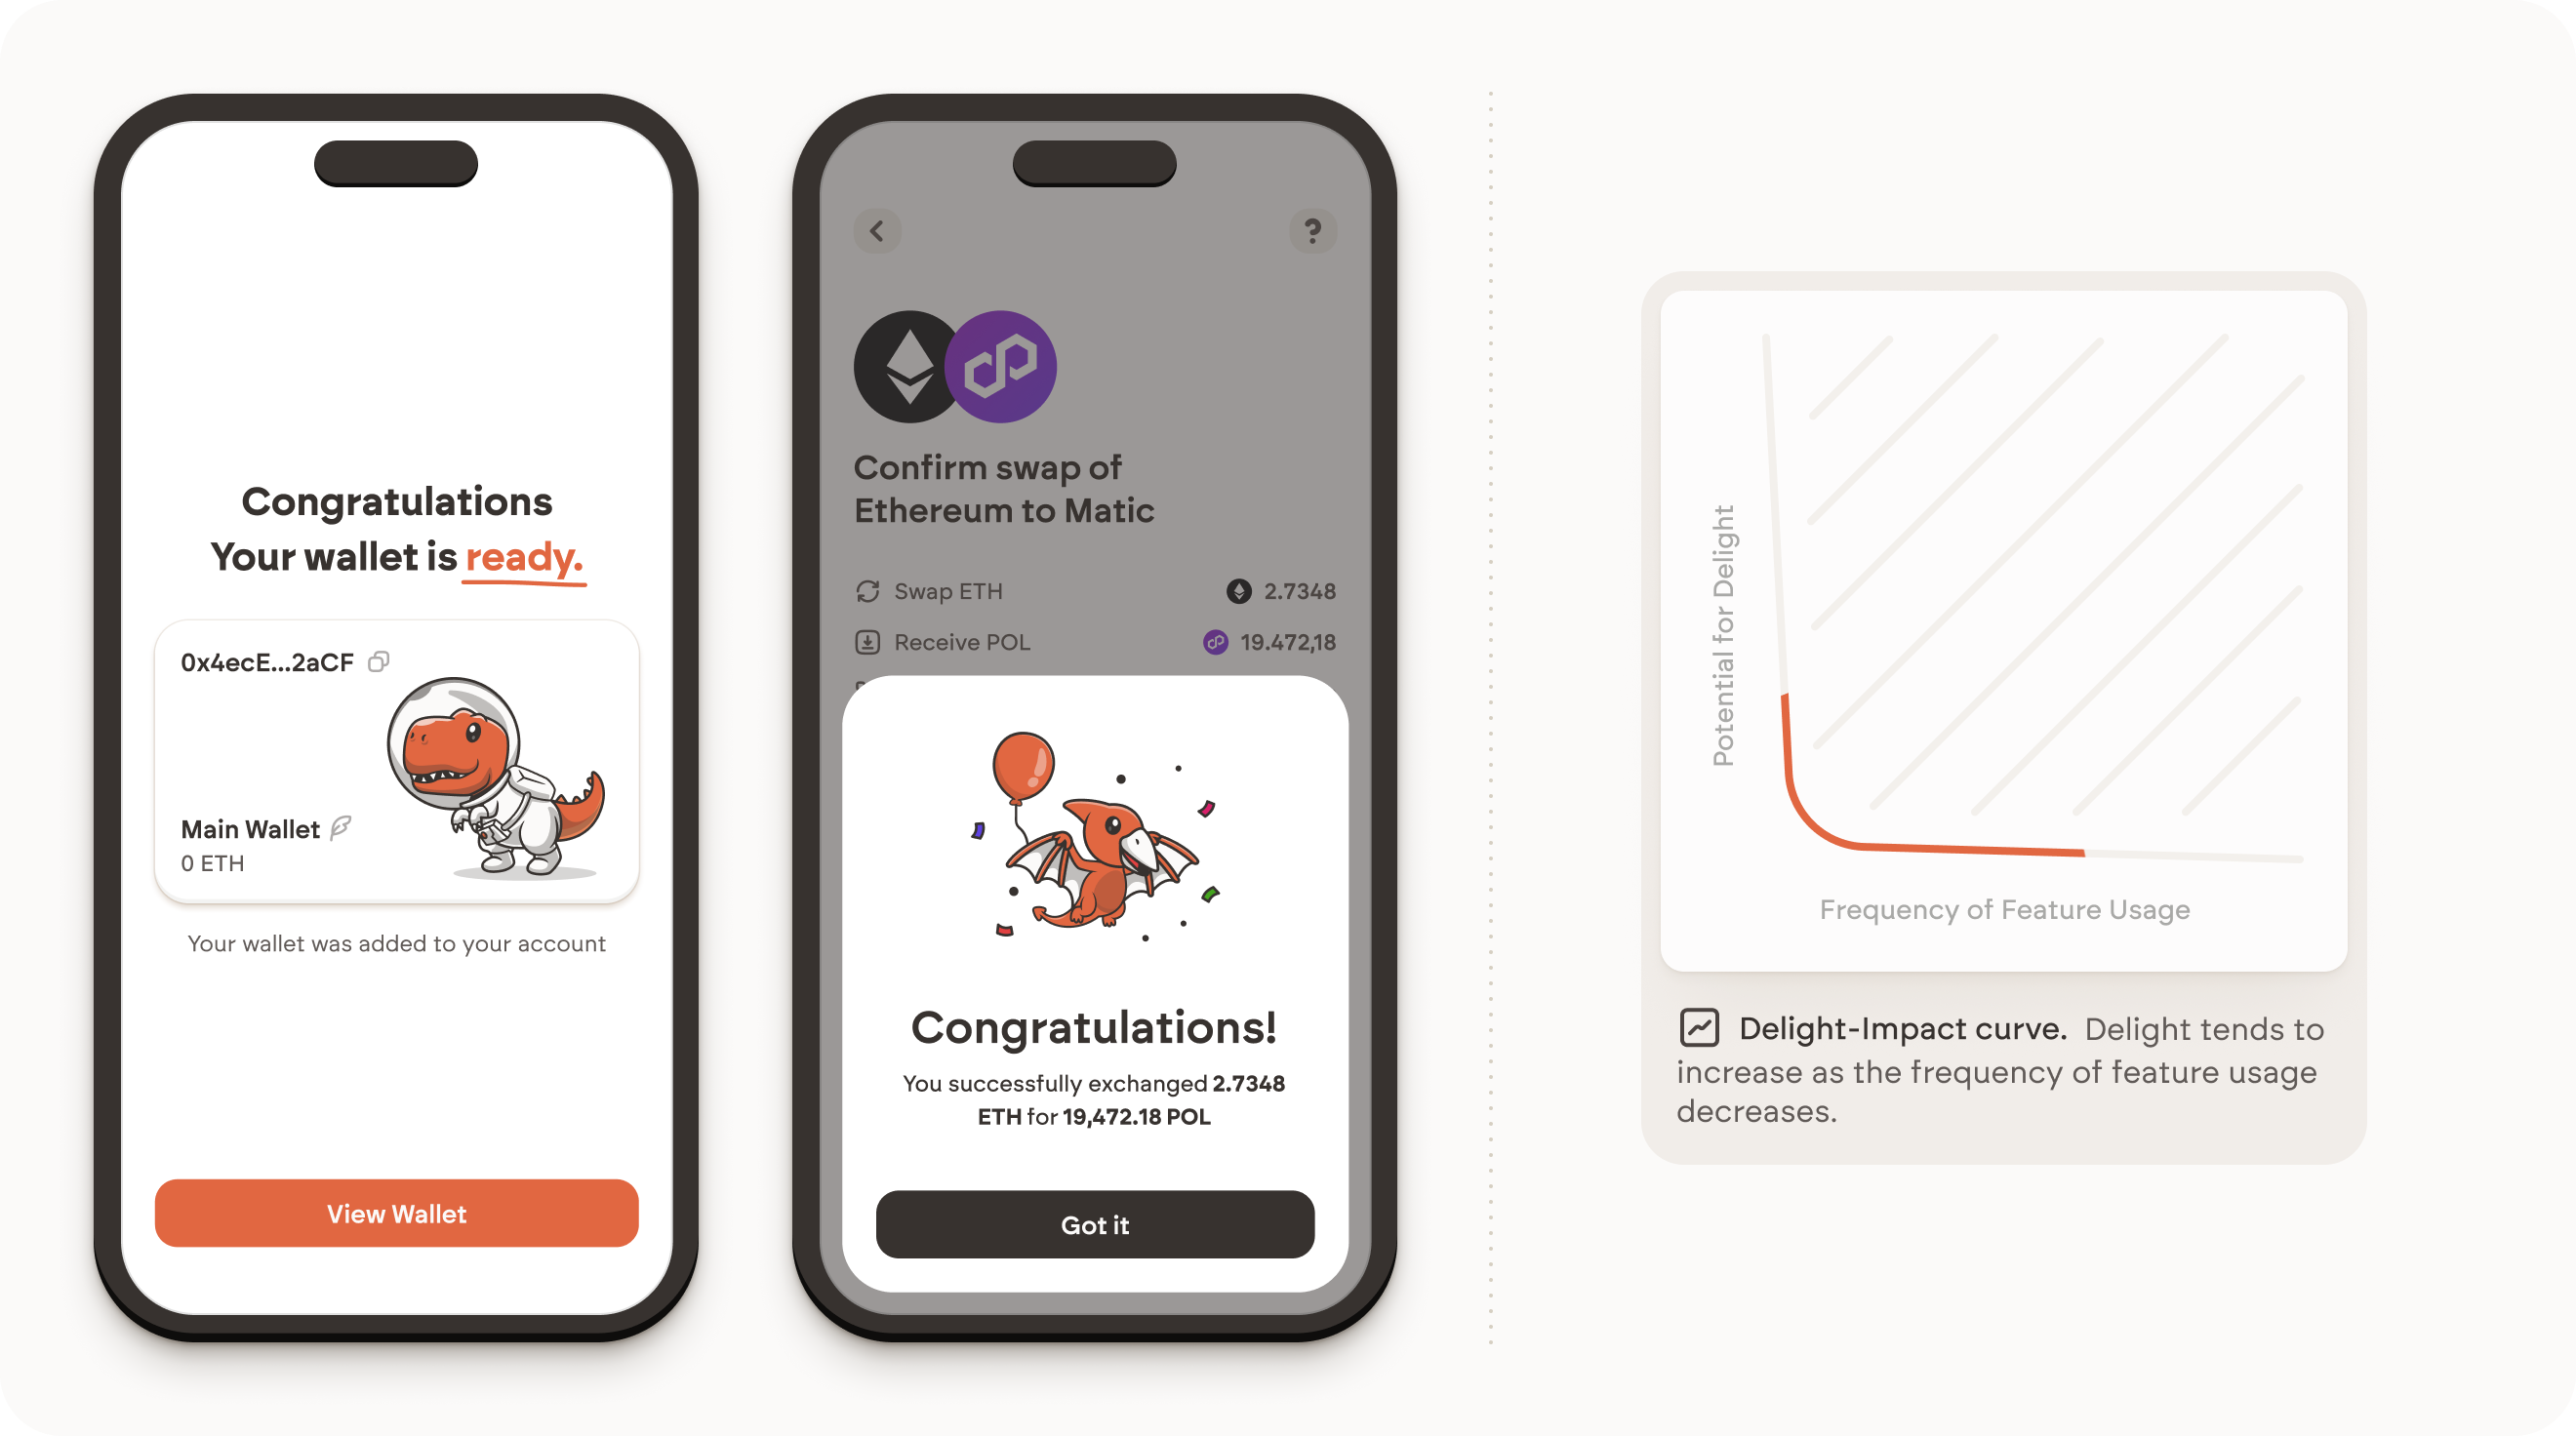 Congratulations
Your wallet is ready.
0x4ecE...2aCF
Main Wallet
0 ETH
Your wallet was added to your account
View Wallet
?
Confirm swap of
Ethereum to Matic
Swap ETH 2.7348
Receive POL 19.472,18
Congratulations!
You successfully exchanged 2.7348
ETH for 19,472.18 POL
Got it
Potential for Delight
Frequency of Feature Usage
Delight-Impact curve. Delight tends to
increase as the frequency of feature usage
decreases.